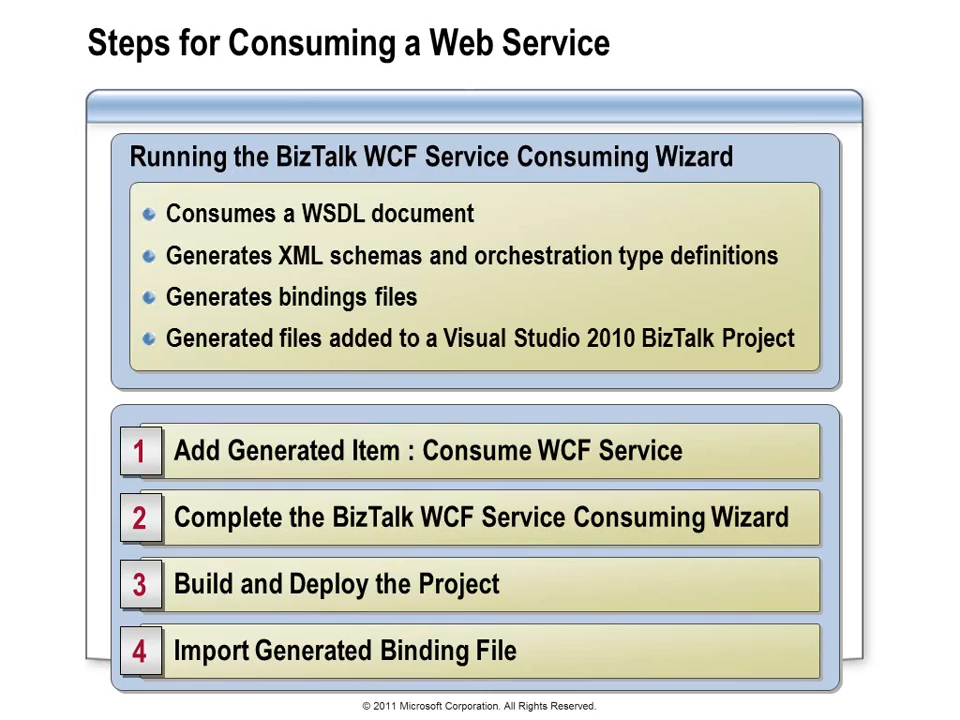 Steps for Consuming a Web Service
Running the BizTalk WCF Service Consuming Wizard
Consumes a WSDL document
Generates XML schemas and orchestration type definitions
Generates bindings files
Generated files added to a Visual Studio 2010 BizTalk Project
1 Add Generated Item : Consume WCF Service
2 Complete the BizTalk WCF Service Consuming Wizard
3 Build and Deploy the Project
4 Import Generated Binding File
© 2011 Microsoft Corporation. All Rights Reserved.